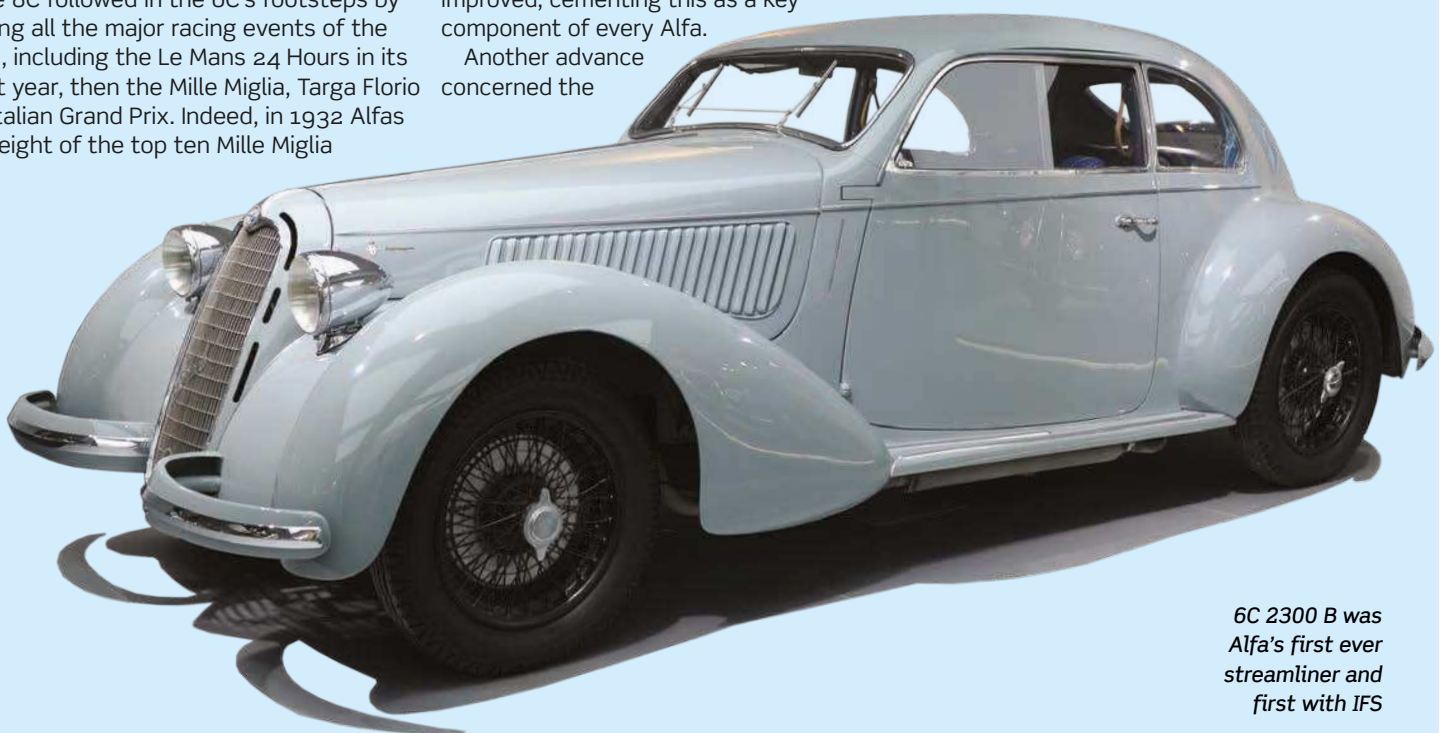 e 8C followed in the 6C's footsteps by
ng all the major racing events of the
, including the Le Mans 24 Hours in its
t year, then the Mille Miglia, Targa Florio
talian Grand Prix. Indeed, in 1932 Alfas
eight of the top ten Mille Miglia
improved, cementing this as a key
component of every Alfa.
Another advance
concerned the
6C 2300 B was
Alfa's first ever
streamliner and
first with IFS